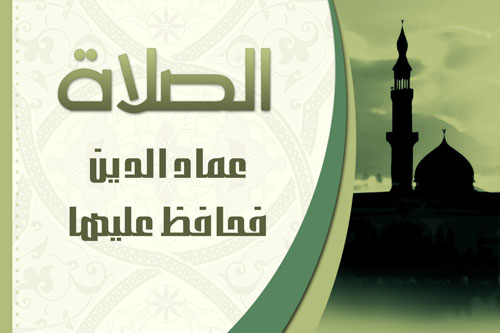 الصلاة
عماد الدين
فحافظ عليها